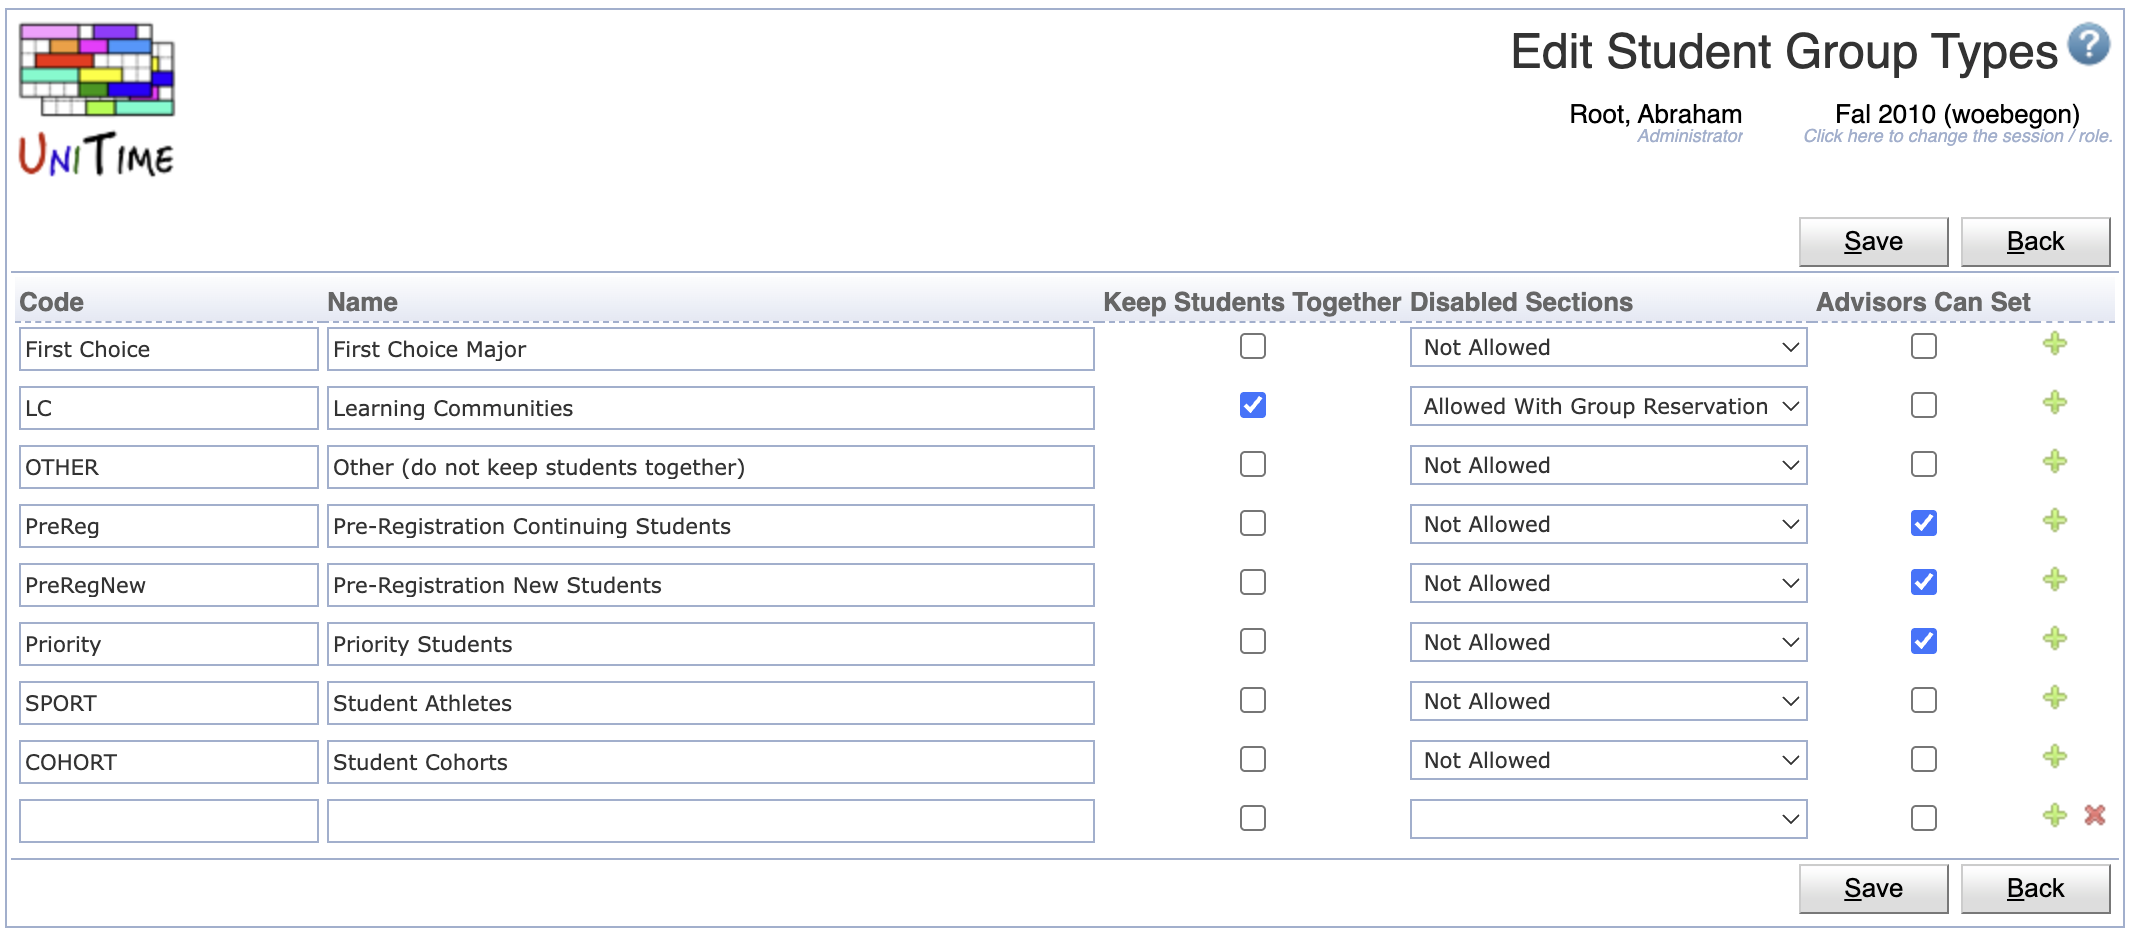 UNITIME
Edit Student Group Types
Root, Abraham
Administrator
Fal 2010 (woebegon)
Click here to change the session / role.
Save Back
Code Name Keep Students Together Disabled Sections Advisors Can Set
First Choice First Choice Major Not Allowed
LC Learning Communities Allowed With Group Reservation
OTHER Other (do not keep students together) Not Allowed
PreReg Pre-Registration Continuing Students Not Allowed
PreRegNew Pre-Registration New Students Not Allowed
Priority Priority Students Not Allowed
SPORT Student Athletes Not Allowed
COHORT Student Cohorts Not Allowed
Save Back